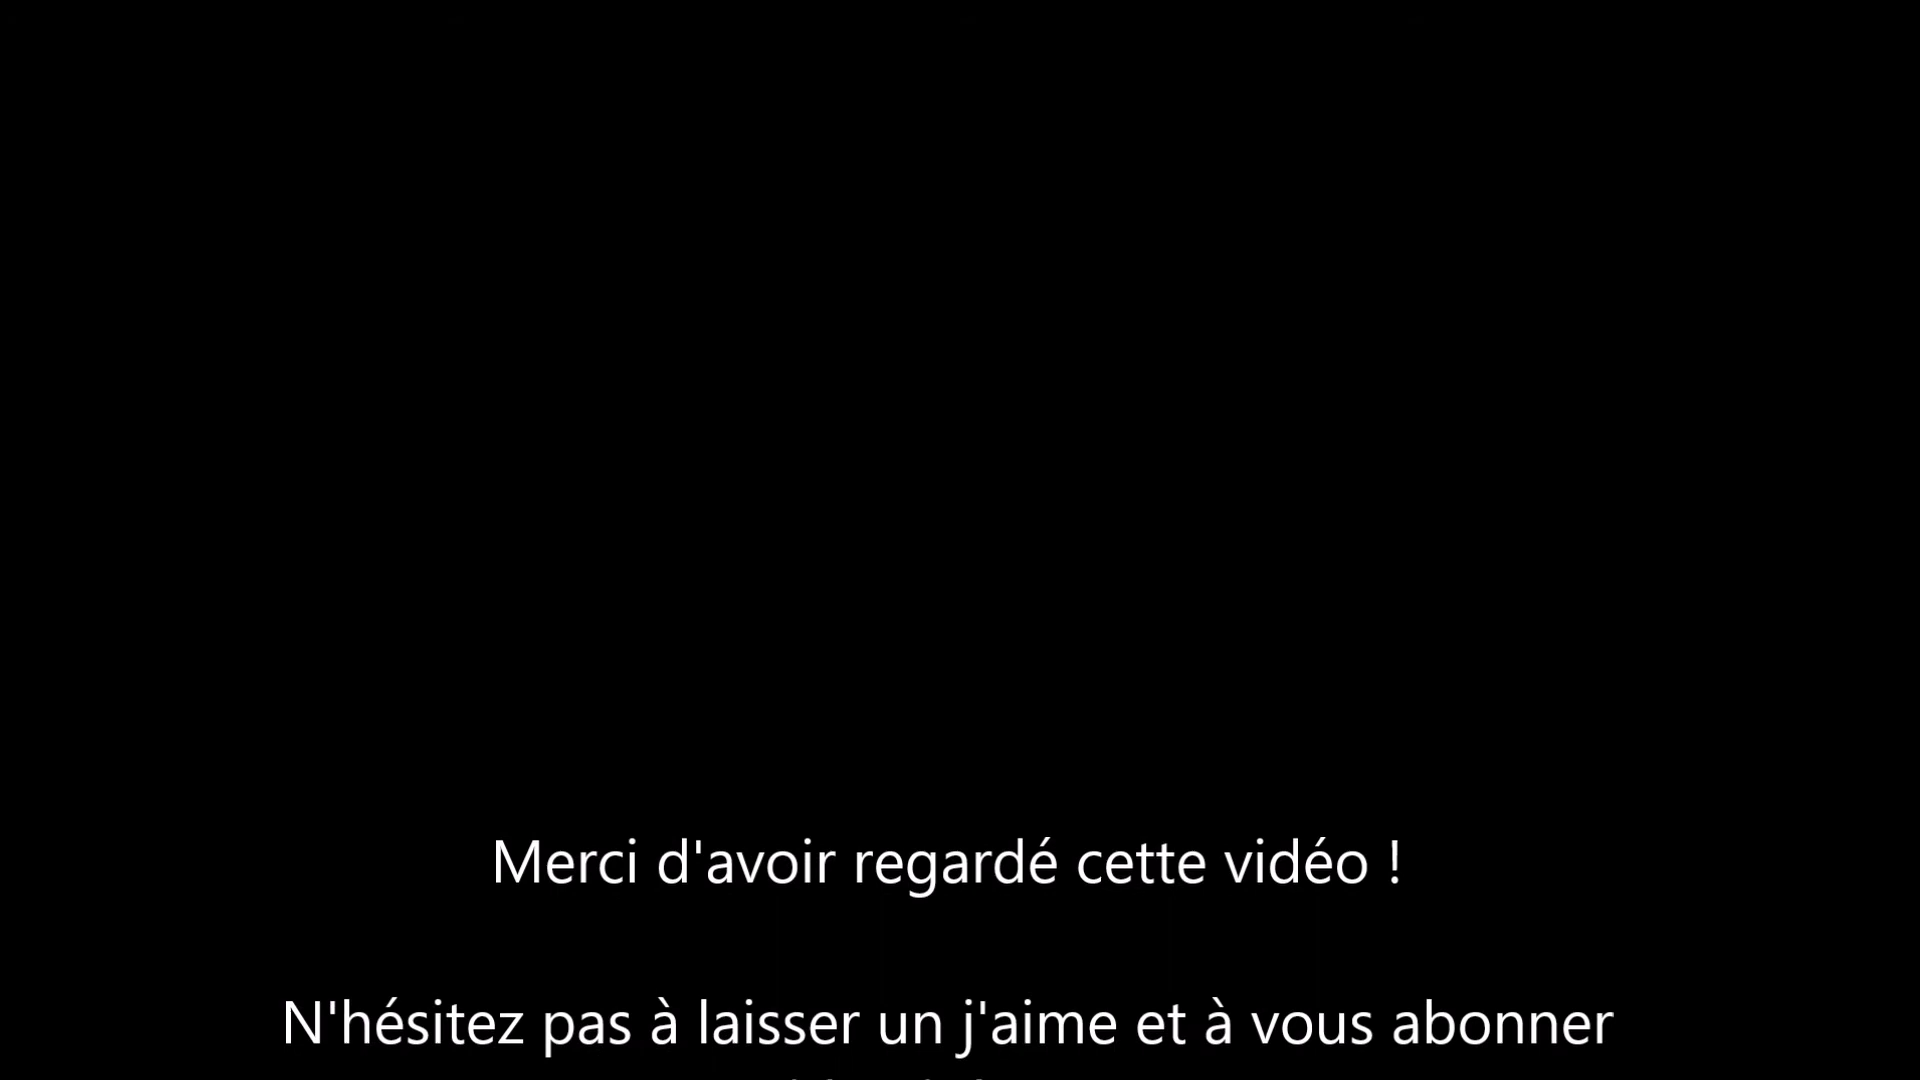 Merci d'avoir regardé cette vidéo !
N'hésitez pas à laisser un j'aime et à vous abonner